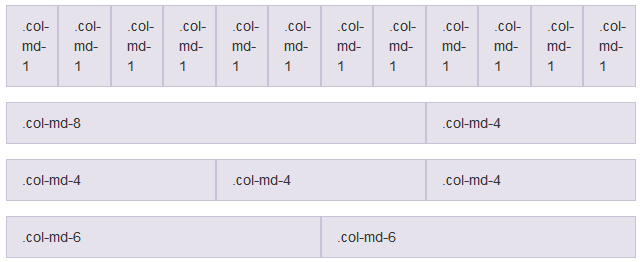 .col- .col- .col- .col- .col- .col- .col- .col- .col- .col- .col- .col-
md- md- md- md- md- md- md- md- md- md- md- md-
1 1 1 1 1 1 1 1 1 1 1 1
.col-md-8 .col-md-4
.col-md-4 .col-md-4 .col-md-4
.col-md-6 .col-md-6